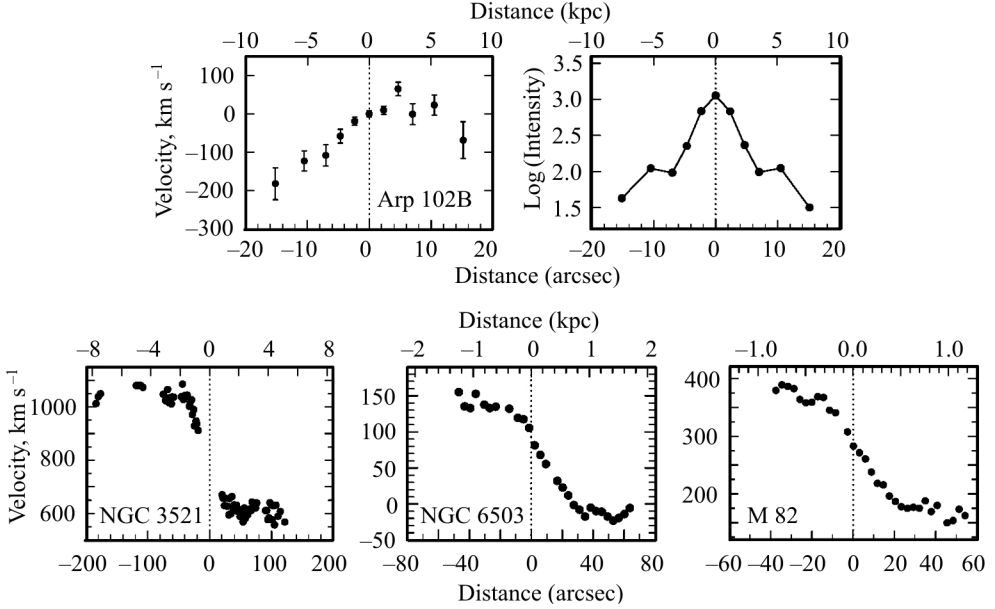 Distance (kpc)
Distance (kpc)
–10 –5 0 5 10
–10 –5 0 5 10
Velocity, km s⁻¹
100
0
–100
–200
–300
Arp 102B
Log (Intensity)
3.5
3.0
2.5
2.0
1.5
–20 –10 0 10 20
–20 –10 0 10 20
Distance (arcsec)
Distance (kpc)
–8 –4 0 4 8
–2 –1 0 1 2
–1.0 0.0 1.0
Velocity, km s⁻¹
1000
800
600
NGC 3521
150
100
50
0
–50
NGC 6503
400
300
200
M 82
–200 –100 0 100 200
–80 –40 0 40 80
–60 –40 –20 0 20 40 60
Distance (arcsec)